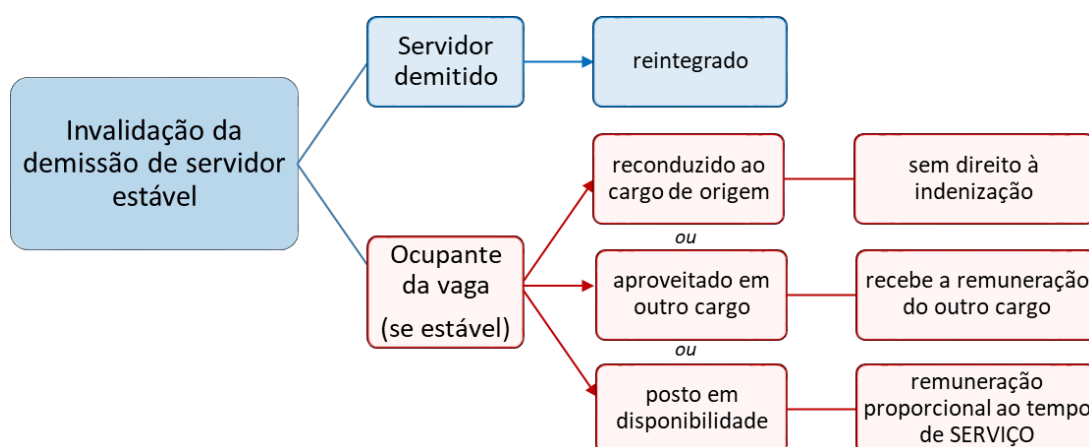 Invalidação da
demissão de servidor
estável
Servidor
demitido
reintegrado
Ocupante
da vaga
(se estável)
reconduzido ao
cargo de origem
sem direito à
indenização
ou
aproveitado em
outro cargo
recebe a remuneração
do outro cargo
ou
posto em
disponibilidade
remuneração
proporcional ao tempo
de SERVIÇO